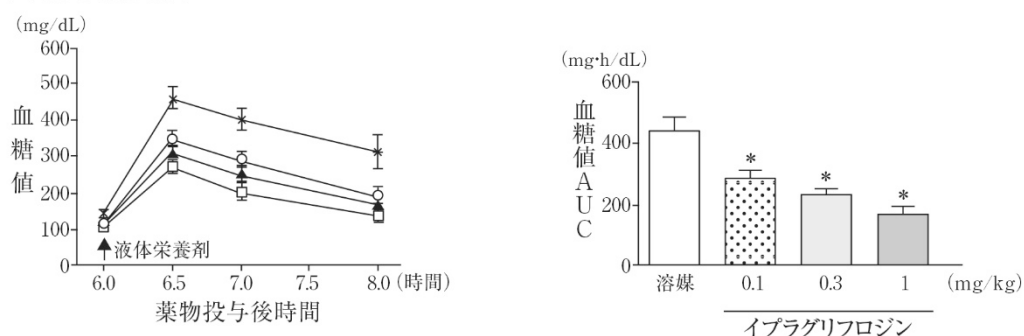 (mg/dL)
600
500
400
300
200
100
0
血糖値
液体栄養剤
6.0 6.5 7.0 7.5 8.0 (時間)
薬物投与後時間
(mg·h/dL)
600
400
200
0
血糖値AUC
* * *
溶媒 0.1 0.3 1 (mg/kg)
イプラグリフロジン